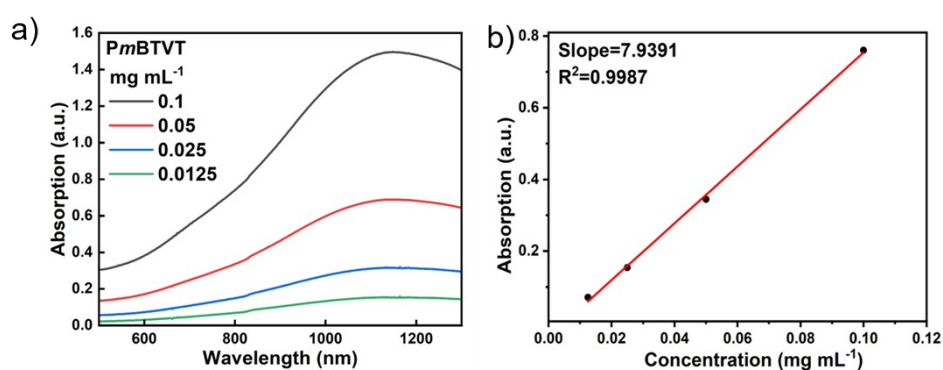 a)
PmBTVT
mg mL⁻¹
0.1
0.05
0.025
0.0125
Absorption (a.u.)
1.6
1.4
1.2
1.0
0.8
0.6
0.4
0.2
0.0
600
800
1000
1200
Wavelength (nm)
b)
Slope=7.9391
R²=0.9987
Absorption (a.u.)
0.8
0.6
0.4
0.2
0.00
0.02
0.04
0.06
0.08
0.10
0.12
Concentration (mg mL⁻¹)